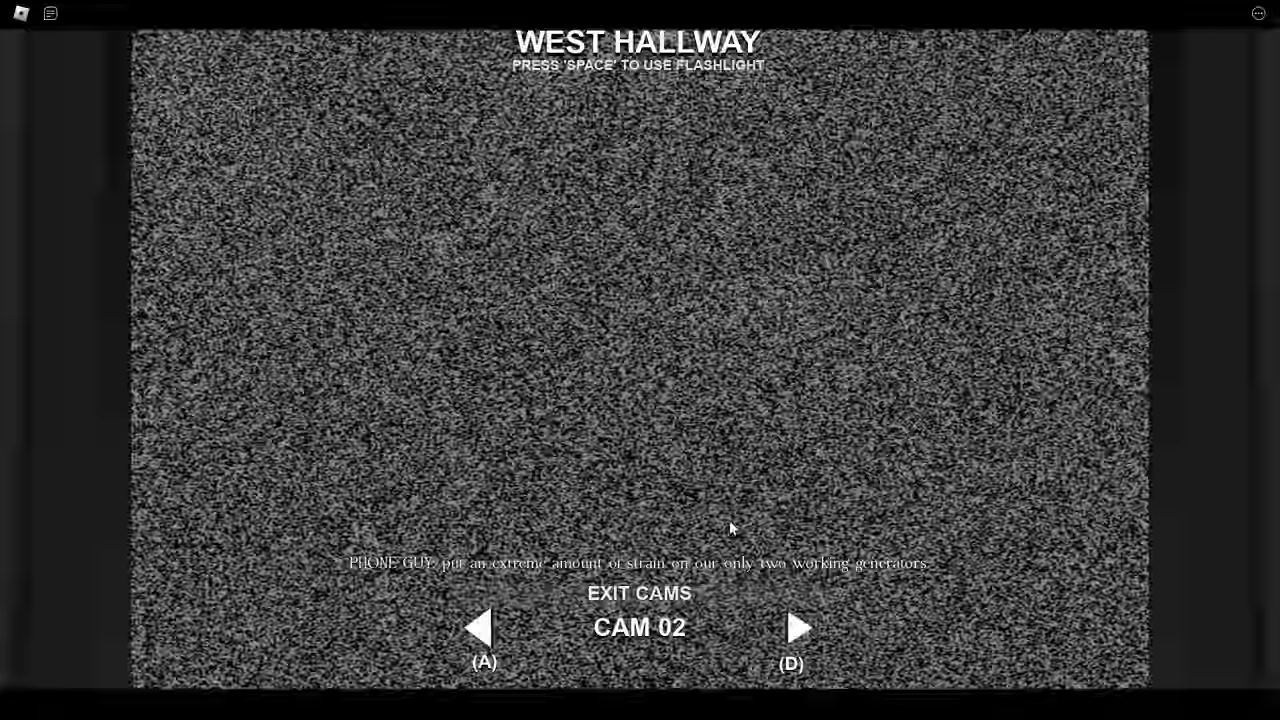 WEST HALLWAY
PRESS 'SPACE' TO USE FLASHLIGHT
PHONE GUY: put an extreme amount of strain on our only two working generators.
EXIT CAMS
CAM 02
(A)
(D)